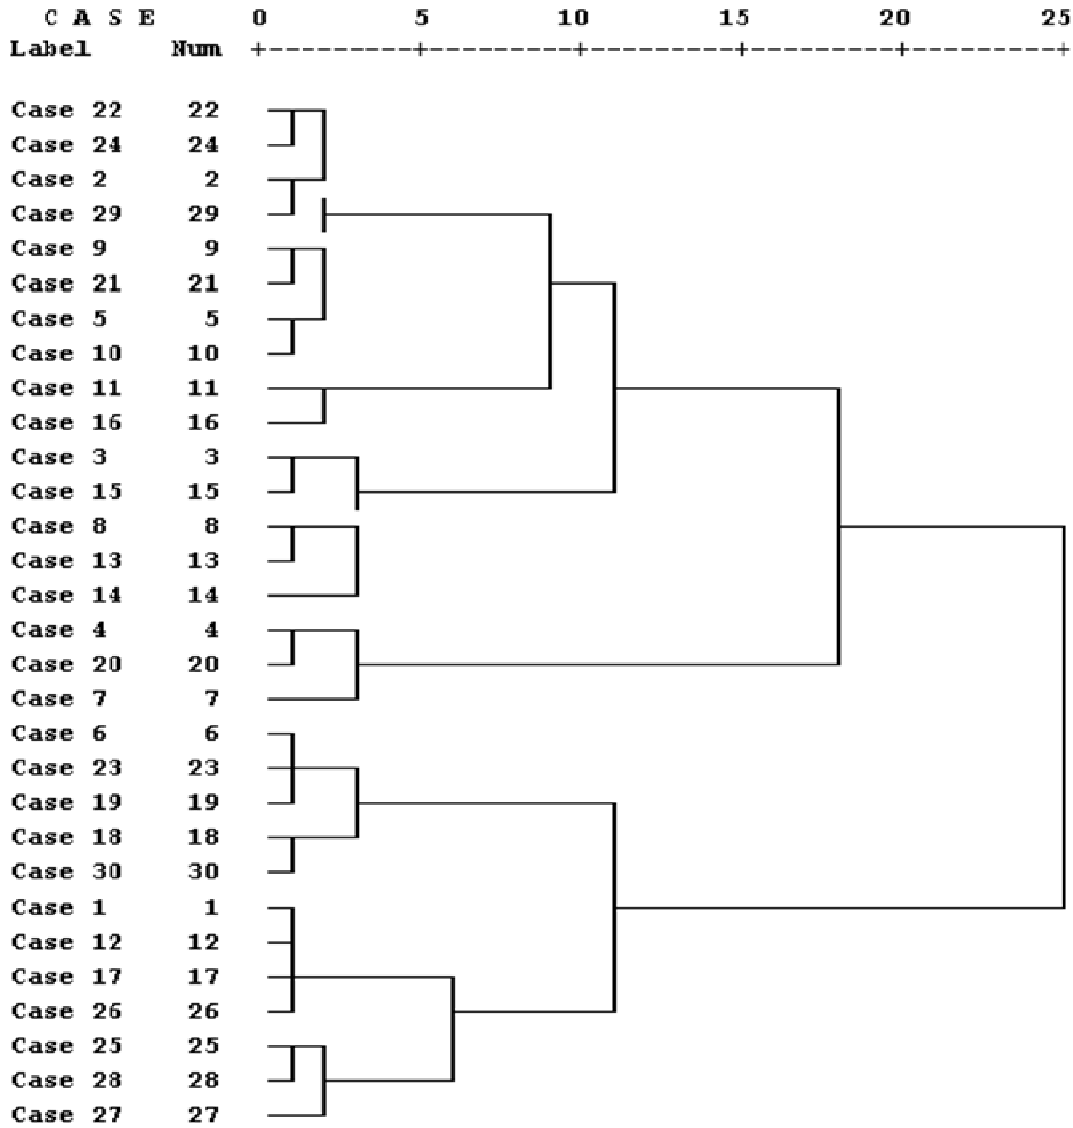 C A S E 0 5 10 15 20 25
Label Num +---------+---------+---------+---------+---------+
Case 22 22
Case 24 24
Case 2 2
Case 29 29
Case 9 9
Case 21 21
Case 5 5
Case 10 10
Case 11 11
Case 16 16
Case 3 3
Case 15 15
Case 8 8
Case 13 13
Case 14 14
Case 4 4
Case 20 20
Case 7 7
Case 6 6
Case 23 23
Case 19 19
Case 18 18
Case 30 30
Case 1 1
Case 12 12
Case 17 17
Case 26 26
Case 25 25
Case 28 28
Case 27 27